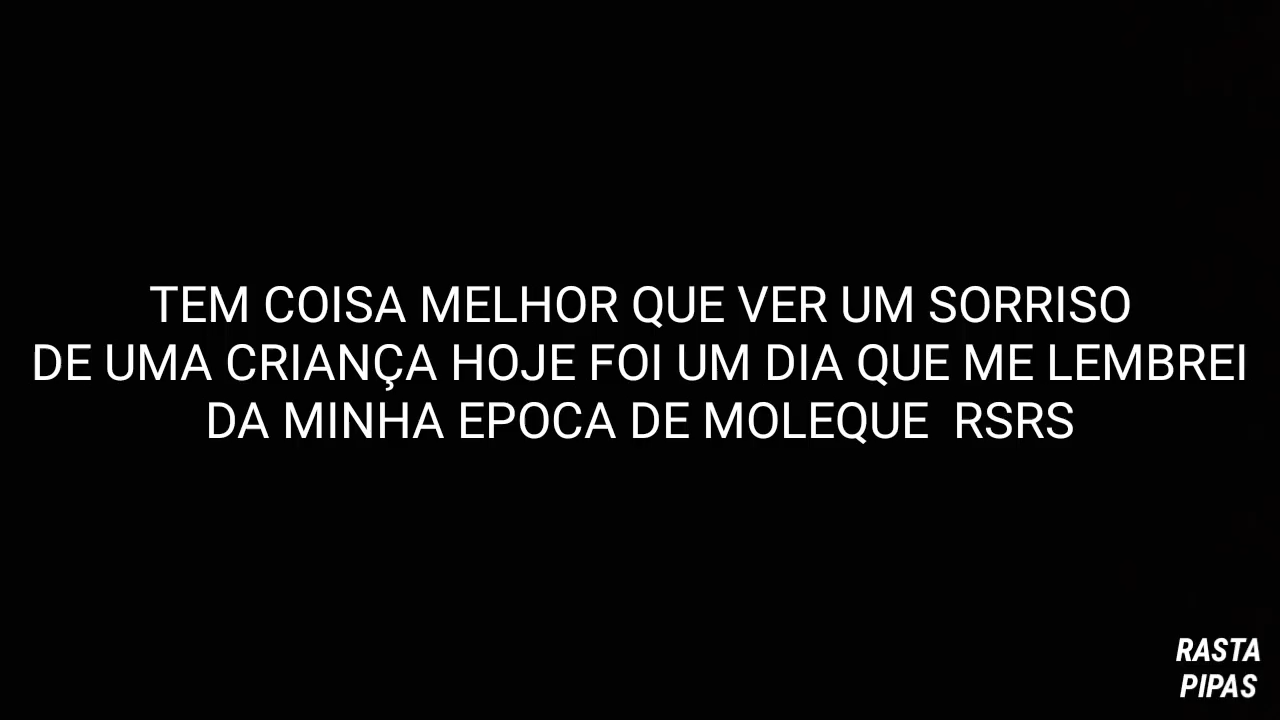 TEM COISA MELHOR QUE VER UM SORRISO
DE UMA CRIANÇA HOJE FOI UM DIA QUE ME LEMBREI
DA MINHA EPOCA DE MOLEQUE  RSRS
RASTA
PIPAS